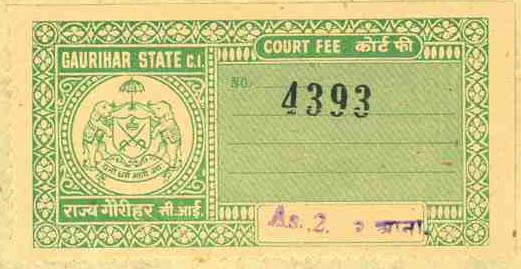 GAURIHAR STATE C.I.
COURT FEE कोर्ट फी
NO.
4393
राज्य गौरीहर सी.आई.
As. 2. २ आना.